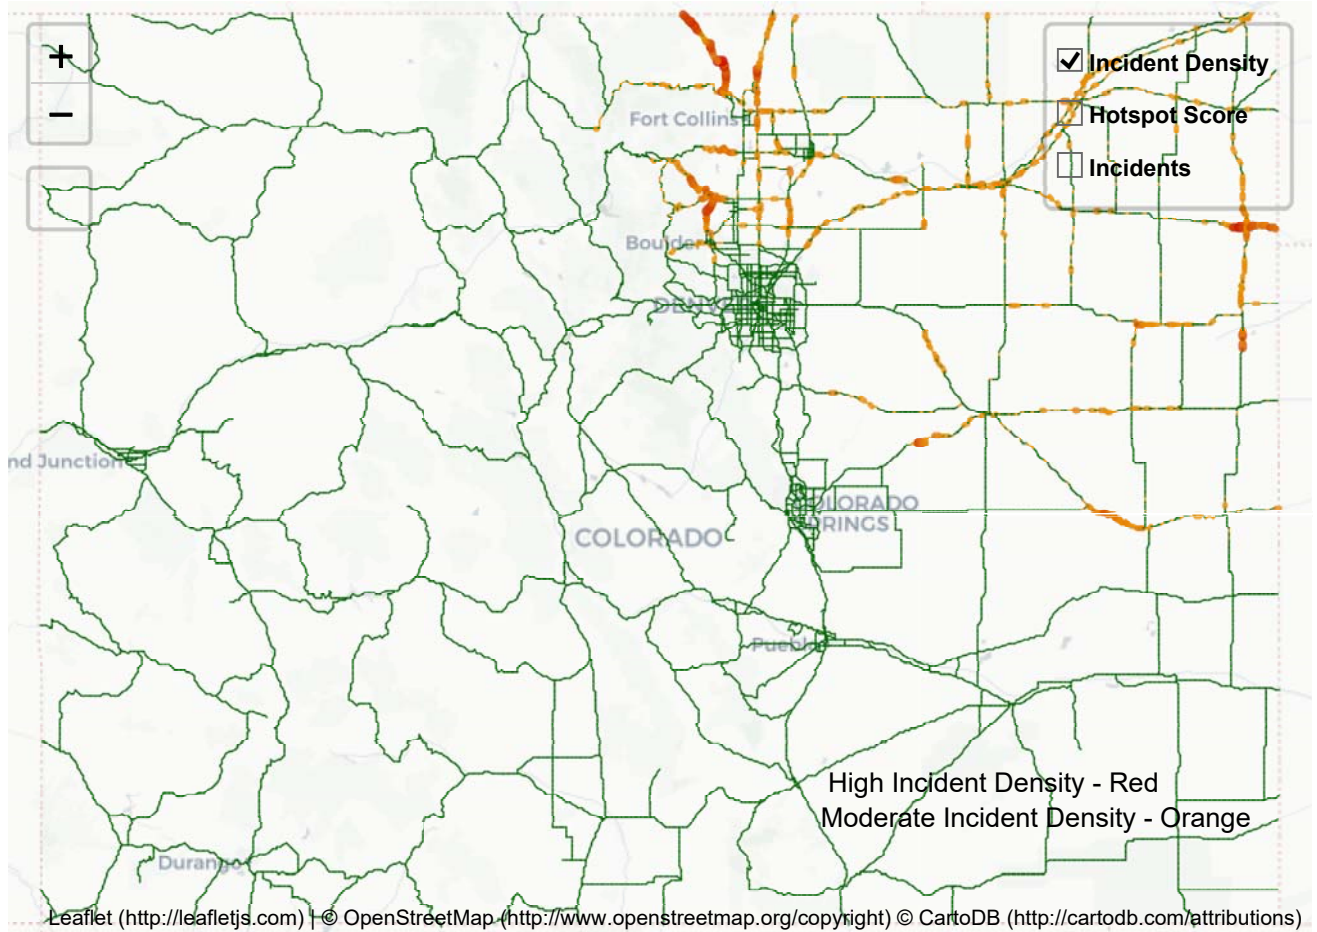 +
Incident Density
−
Hotspot Score
Fort Collins
Incidents
Boulder
DENV
nd Junction
COLORADO
SPRINGS
COLORADO
Pueblo
High Incident Density - Red
Moderate Incident Density - Orange
Durango
Leaflet (http://leafletjs.com) | © OpenStreetMap (http://www.openstreetmap.org/copyright) © CartoDB (http://cartodb.com/attributions)